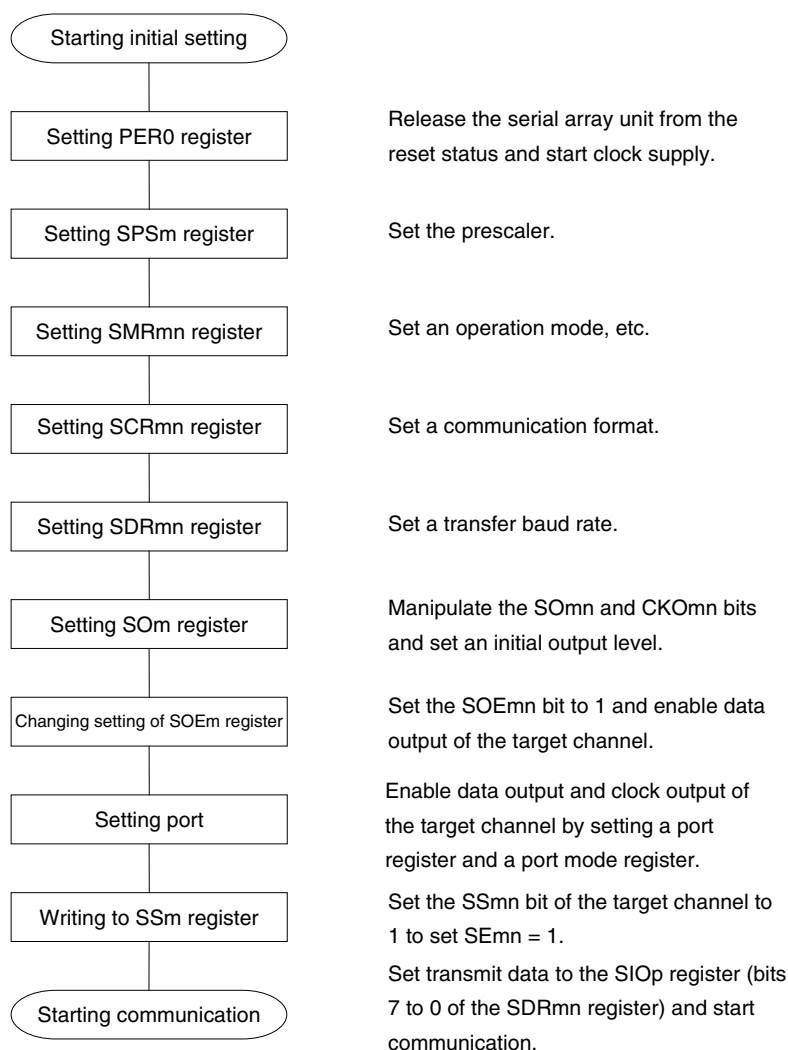 Starting initial setting
Setting PER0 register
Release the serial array unit from the
reset status and start clock supply.
Setting SPSm register
Set the prescaler.
Setting SMRmn register
Set an operation mode, etc.
Setting SCRmn register
Set a communication format.
Setting SDRmn register
Set a transfer baud rate.
Setting SOm register
Manipulate the SOmn and CKOmn bits
and set an initial output level.
Changing setting of SOEm register
Set the SOEmn bit to 1 and enable data
output of the target channel.
Setting port
Enable data output and clock output of
the target channel by setting a port
register and a port mode register.
Writing to SSm register
Set the SSmn bit of the target channel to
1 to set SEmn = 1.
Starting communication
Set transmit data to the SIOp register (bits
7 to 0 of the SDRmn register) and start
communication.